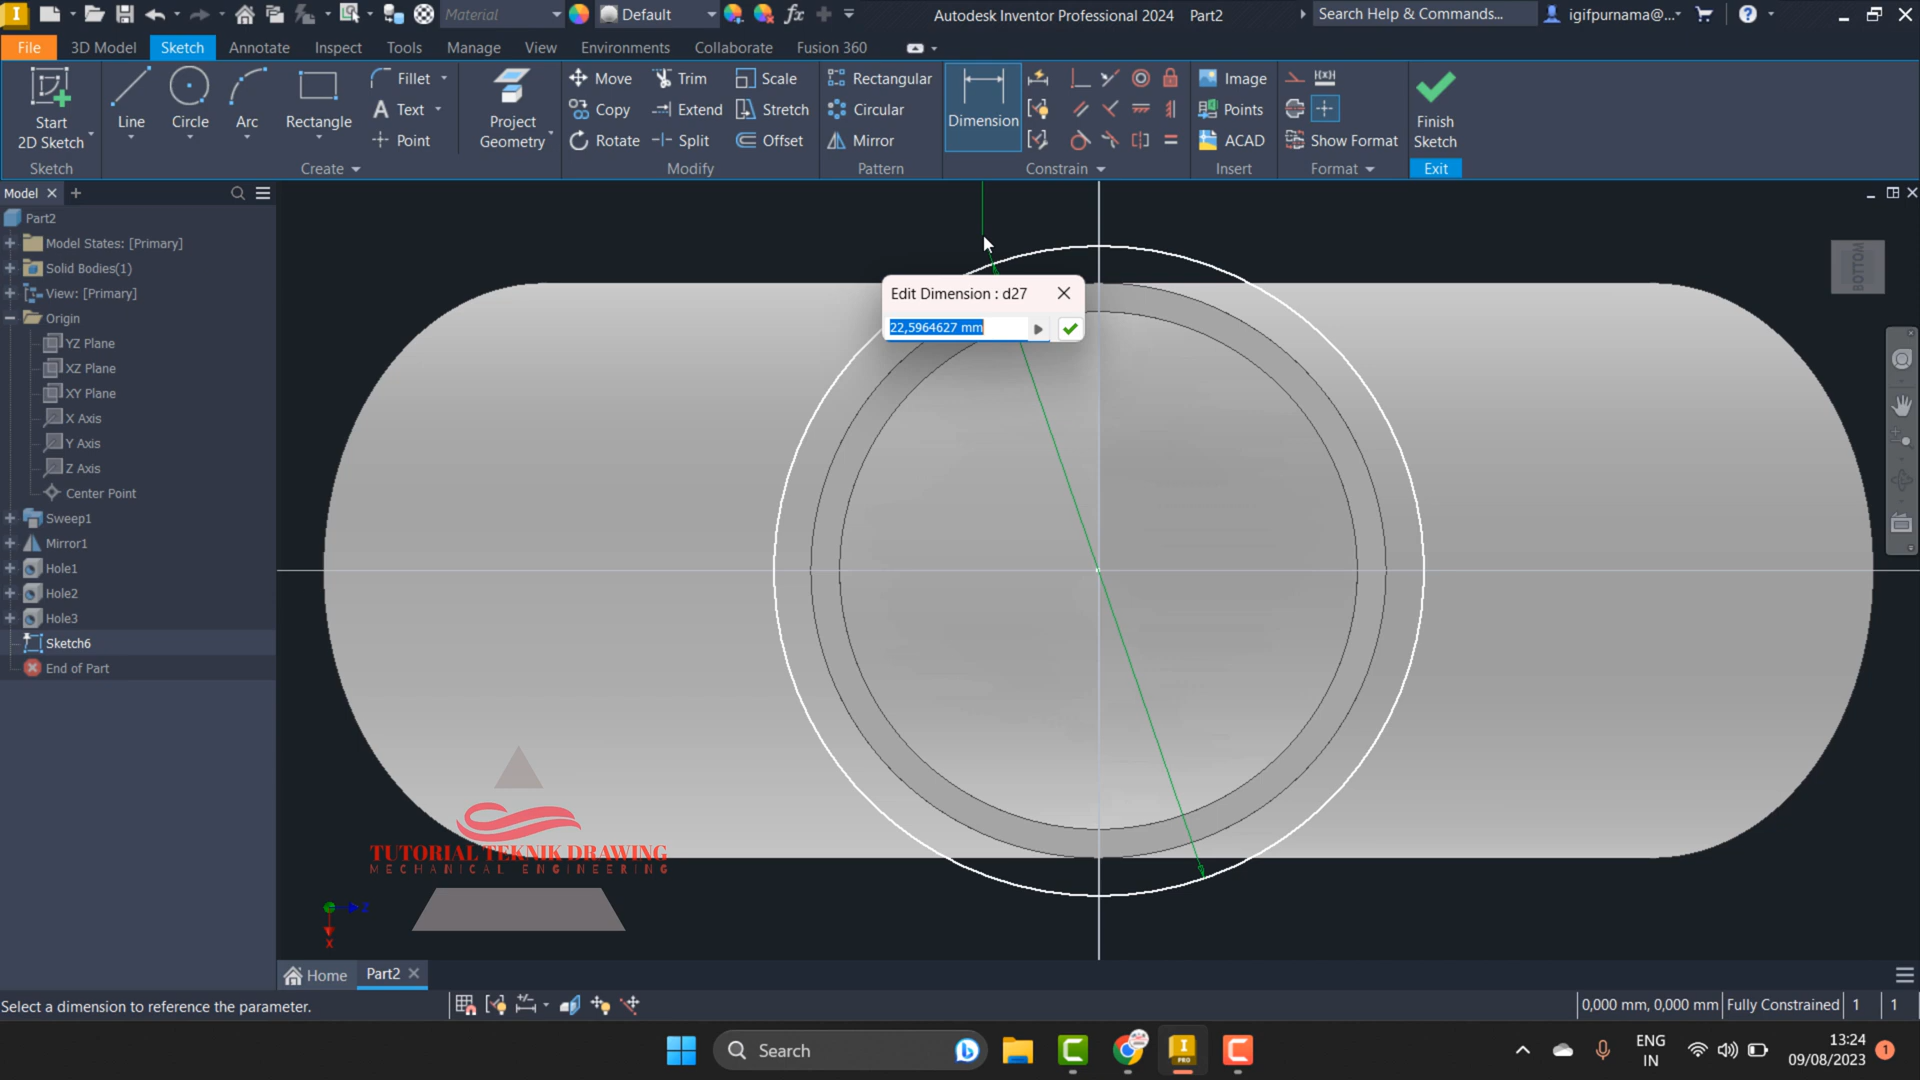 Material
Default
Autodesk Inventor Professional 2024 Part2
Search Help & Commands...
igifpurnama@...
File 3D Model Sketch Annotate Inspect Tools Manage View Environments Collaborate Fusion 360
Start
2D Sketch
Line
Circle
Arc
Rectangle
Fillet
Text
Point
Project
Geometry
Move
Copy
Rotate
Trim
Extend
Split
Scale
Stretch
Offset
Rectangular
Circular
Mirror
Dimension
Image
Points
ACAD
Show Format
Finish
Sketch
Sketch Create Modify Pattern Constrain Insert Format Exit
Model
Part2
Model States: [Primary]
Solid Bodies(1)
View: [Primary]
Origin
YZ Plane
XZ Plane
XY Plane
X Axis
Y Axis
Z Axis
Center Point
Sweep1
Mirror1
Hole1
Hole2
Hole3
Sketch6
End of Part
BOTTOM
Edit Dimension : d27
22,5964627 mm
TUTORIAL TEKNIK DRAWING
MECHANICAL ENGINEERING
Z
X
Home Part2
Select a dimension to reference the parameter.
0,000 mm, 0,000 mm Fully Constrained 1 1
Search
PRO
ENG
IN
13:24
09/08/2023
1